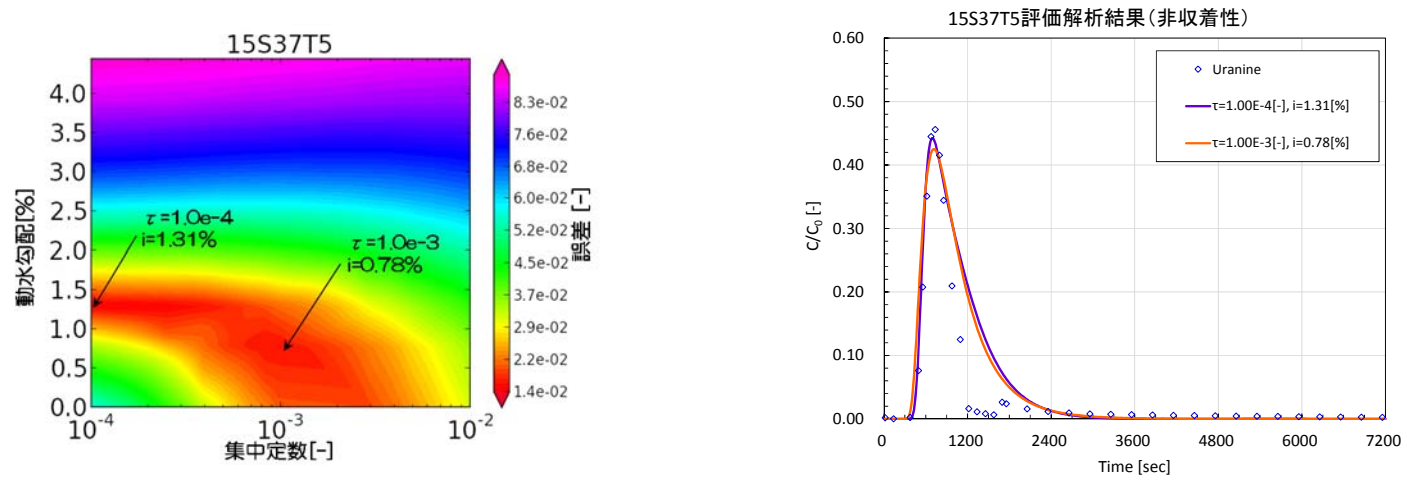 15S37T5
4.0
3.5
3.0
2.5
2.0
1.5
1.0
0.5
0.0
動水勾配[%]
τ=1.0e-4
i=1.31%
τ=1.0e-3
i=0.78%
10-4
10-3
10-2
集中定数[-]
8.3e-02
7.5e-02
6.8e-02
6.0e-02
5.2e-02
4.5e-02
3.7e-02
2.9e-02
2.2e-02
1.4e-02
誤差 [-]
15S37T5評価解析結果(非収着性)
0.60
0.50
0.40
0.30
0.20
0.10
0.00
C/C0 [-]
Uranine
τ=1.00E-4[-], i=1.31[%]
τ=1.00E-3[-], i=0.78[%]
0
1200
2400
3600
4800
6000
7200
Time [sec]